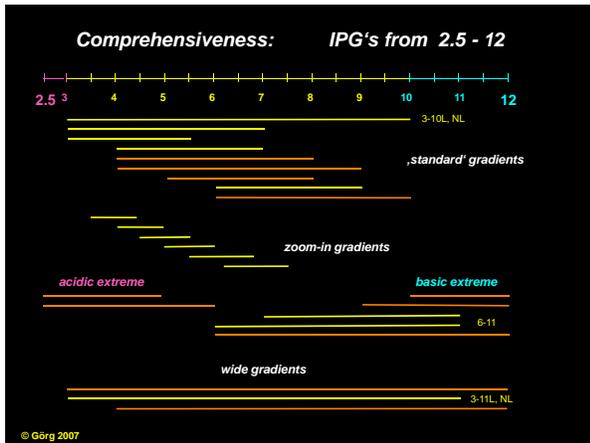 Comprehensiveness: IPG‘s from 2.5 - 12
2.5 3 4 5 6 7 8 9 10 11 12
3-10L, NL
‚standard‘ gradients
zoom-in gradients
acidic extreme basic extreme
6-11
wide gradients
3-11L, NL
© Görg 2007